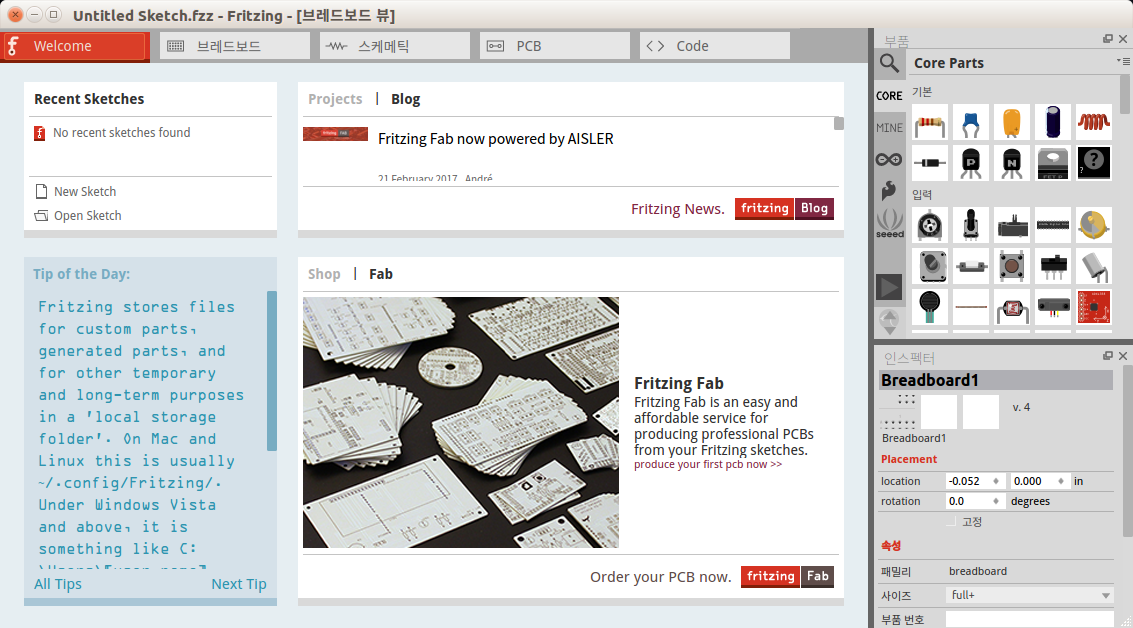 Untitled Sketch.fzz - Fritzing - [브레드보드 뷰]
Welcome
브레드보드
스케메틱
PCB
Code
Recent Sketches
No recent sketches found
New Sketch
Open Sketch
Projects | Blog
Fritzing Fab now powered by AISLER
21 February 2017, André
Fritzing News.
fritzing Blog
Tip of the Day:
Fritzing stores files
for custom parts,
generated parts, and
for other temporary
and long-term purposes
in a 'local storage
folder'. On Mac and
Linux this is usually
~/.config/Fritzing/.
Under Windows Vista
and above, it is
something like C:
All Tips
Next Tip
Shop | Fab
Fritzing Fab
Fritzing Fab is an easy and
affordable service for
producing professional PCBs
from your Fritzing sketches.
produce your first pcb now >>
Order your PCB now.
fritzing Fab
부품
Core Parts
CORE
MINE
seeed
기본
P
N
?
입력
인스펙터
Breadboard1
v. 4
Breadboard1
Placement
location -0.052 0.000 in
rotation 0.0 degrees
고정
속성
패밀리 breadboard
사이즈 full+
부품 번호